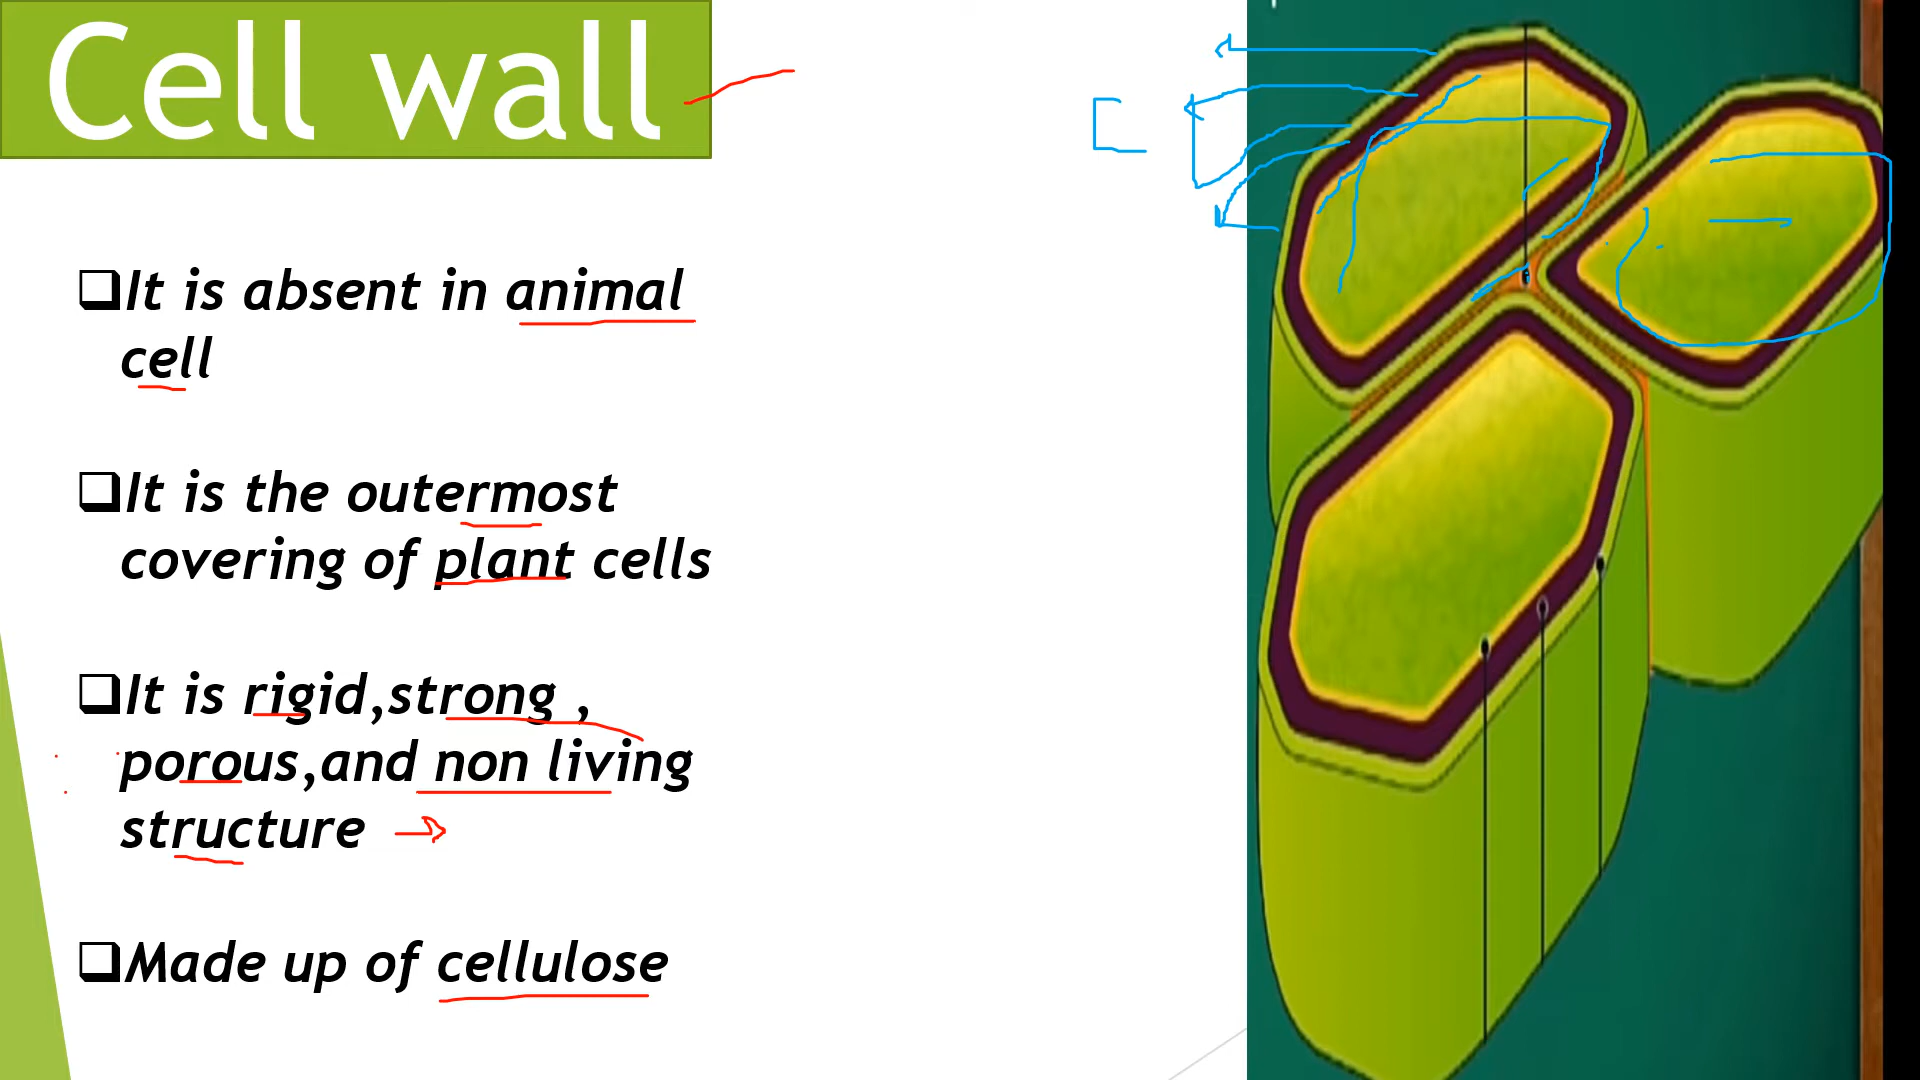 Cell wall
It is absent in animal
cell
It is the outermost
covering of plant cells
It is rigid,strong ,
porous,and non living
structure
Made up of cellulose